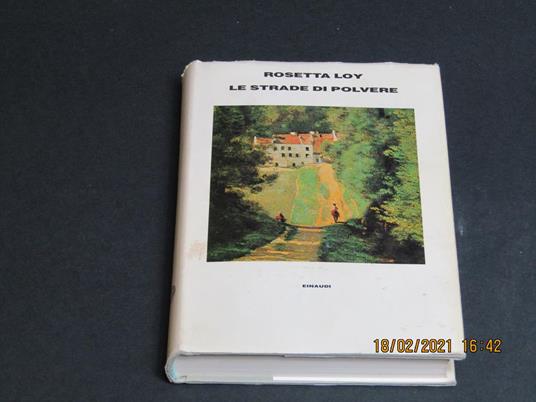 ROSETTA LOY
LE STRADE DI POLVERE
EINAUDI
18/02/2021 16:42